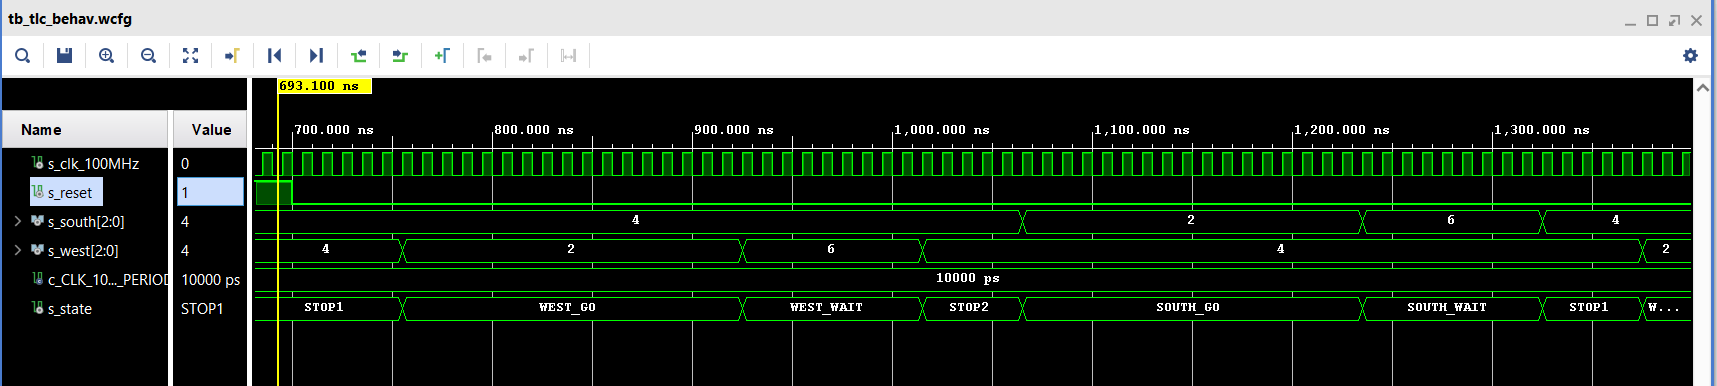 tb_tlc_behav.wcfg
693.100 ns
Name Value
700.000 ns 800.000 ns 900.000 ns 1,000.000 ns 1,100.000 ns 1,200.000 ns 1,300.000 ns
s_clk_100MHz 0
s_reset 1
s_south[2:0] 4 4 2 6 4
s_west[2:0] 4 4 2 6 4 2
c_CLK_10..._PERIOD 10000 ps 10000 ps
s_state STOP1 STOP1 WEST_GO WEST_WAIT STOP2 SOUTH_GO SOUTH_WAIT STOP1 W...